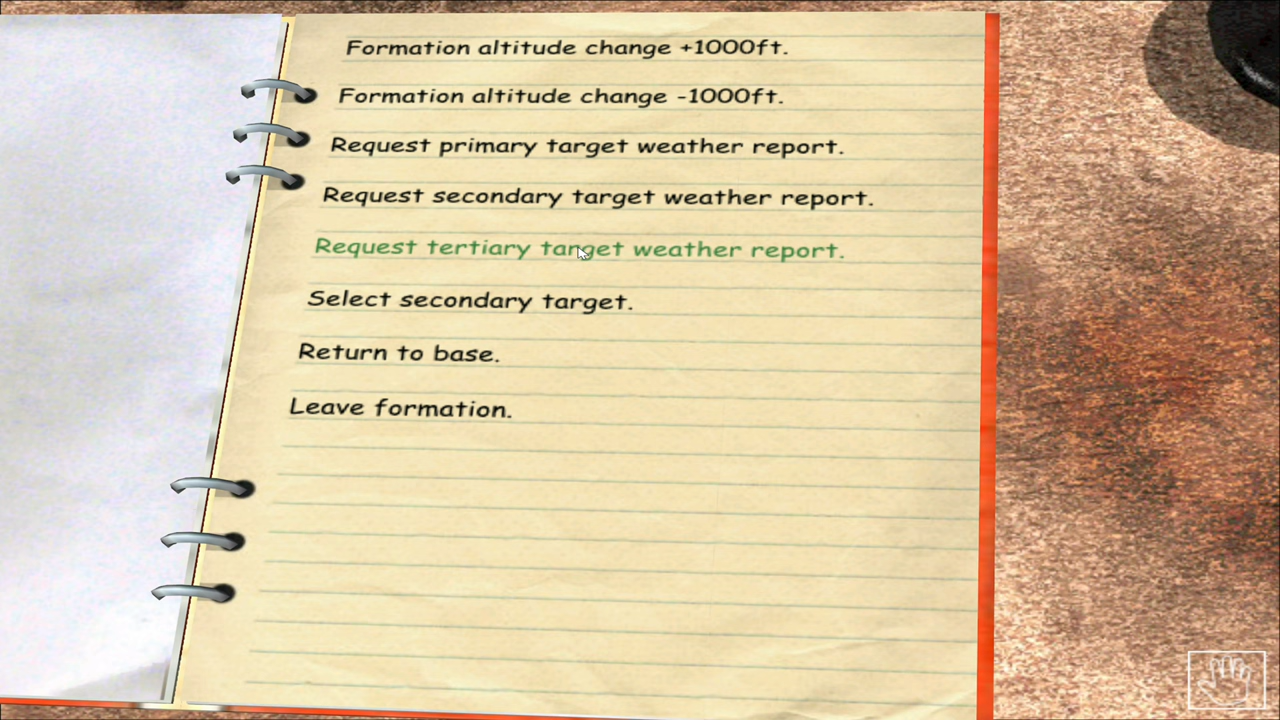 Formation altitude change +1000ft.
Formation altitude change -1000ft.
Request primary target weather report.
Request secondary target weather report.
Request tertiary target weather report.
Select secondary target.
Return to base.
Leave formation.